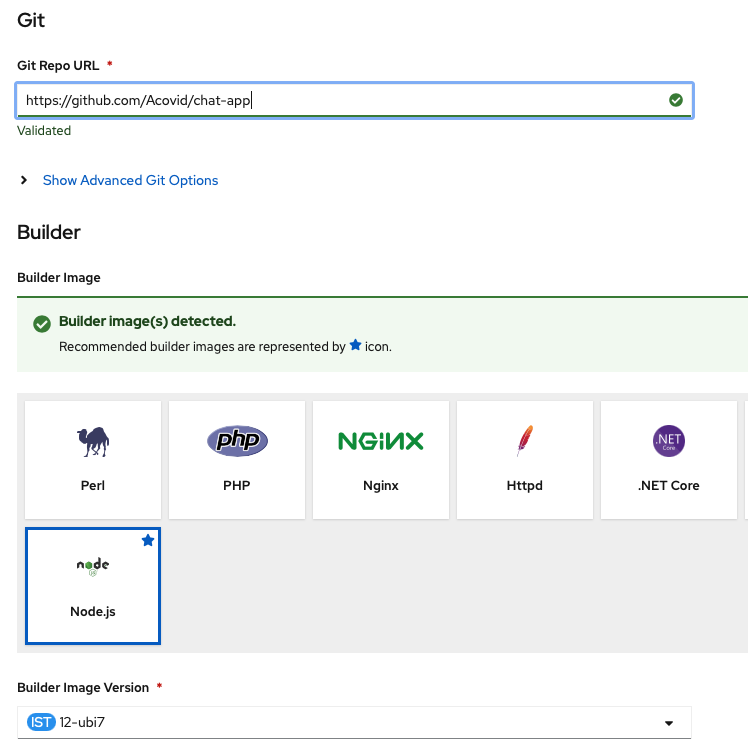 Git
Git Repo URL *
https://github.com/Acovid/chat-app
Validated
Show Advanced Git Options
Builder
Builder Image
Builder image(s) detected.
Recommended builder images are represented by icon.
php
NGINX
.NET
Core
Perl
PHP
Nginx
Httpd
.NET Core
node
JS
Node.js
Builder Image Version *
IST 12-ubi7